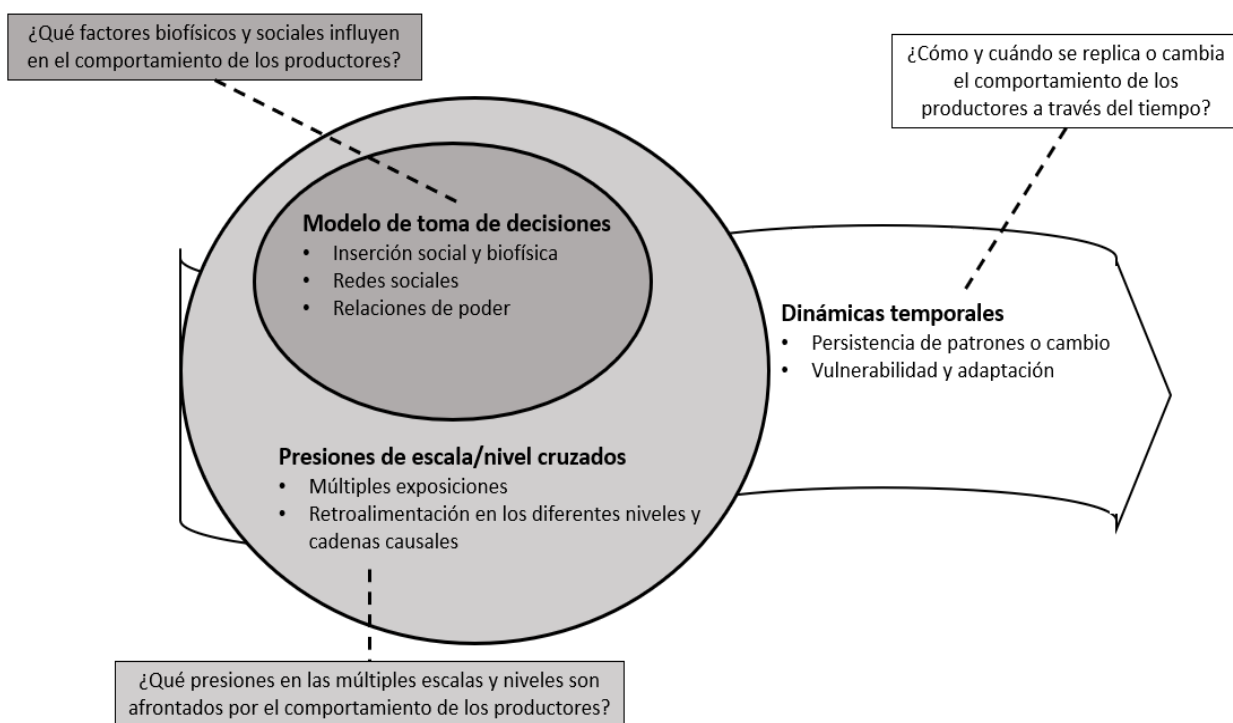 ¿Qué factores biofísicos y sociales influyen
en el comportamiento de los productores?
¿Cómo y cuándo se replica o cambia
el comportamiento de los
productores a través del tiempo?
Modelo de toma de decisiones
• Inserción social y biofísica
• Redes sociales
• Relaciones de poder
Dinámicas temporales
• Persistencia de patrones o cambio
• Vulnerabilidad y adaptación
Presiones de escala/nivel cruzados
• Múltiples exposiciones
• Retroalimentación en los diferentes niveles y
cadenas causales
¿Qué presiones en las múltiples escalas y niveles son
afrontados por el comportamiento de los productores?